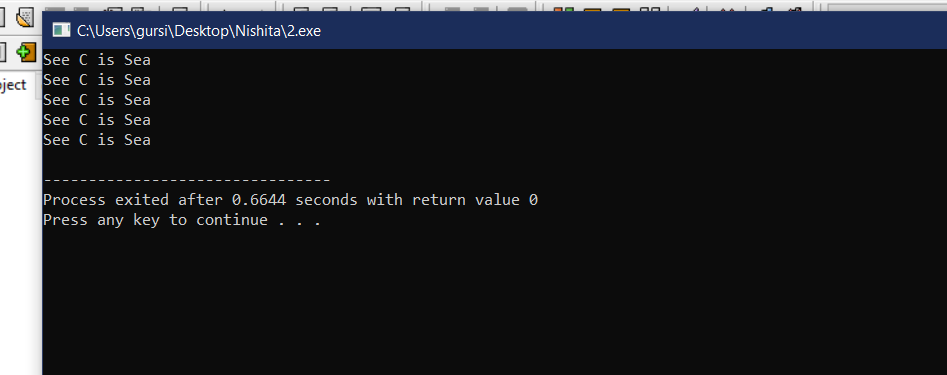 C:\Users\gursi\Desktop\Nishita\2.exe
See C is Sea
See C is Sea
See C is Sea
See C is Sea
See C is Sea
--------------------------------
Process exited after 0.6644 seconds with return value 0
Press any key to continue . . .
oject